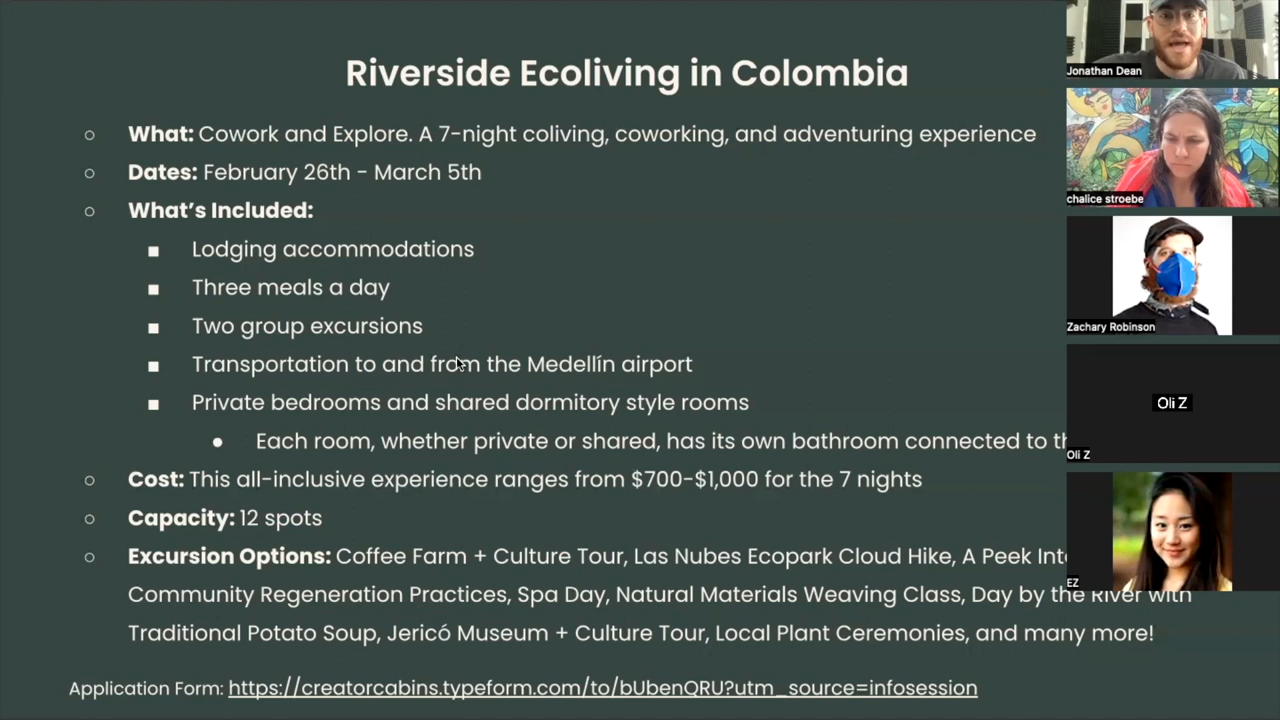 Riverside Ecoliving in Colombia
What: Cowork and Explore. A 7-night coliving, coworking, and adventuring experience
Dates: February 26th - March 5th
What's Included:
Lodging accommodations
Three meals a day
Two group excursions
Transportation to and from the Medellín airport
Private bedrooms and shared dormitory style rooms
Each room, whether private or shared, has its own bathroom connected to
Cost: This all-inclusive experience ranges from $700-$1,000 for the 7 nights
Capacity: 12 spots
Excursion Options: Coffee Farm + Culture Tour, Las Nubes Ecopark Cloud Hike, A Peek
Community Regeneration Practices, Spa Day, Natural Materials Weaving Class, Day by the River with
Traditional Potato Soup, Jericó Museum + Culture Tour, Local Plant Ceremonies, and many more!
Application Form: https://creatorcabins.typeform.com/to/bUbenQRU?utm_source=infosession
Jonathan Dean
chalice stroebe
Zachary Robinson
Oli Z
Oli Z
EZ